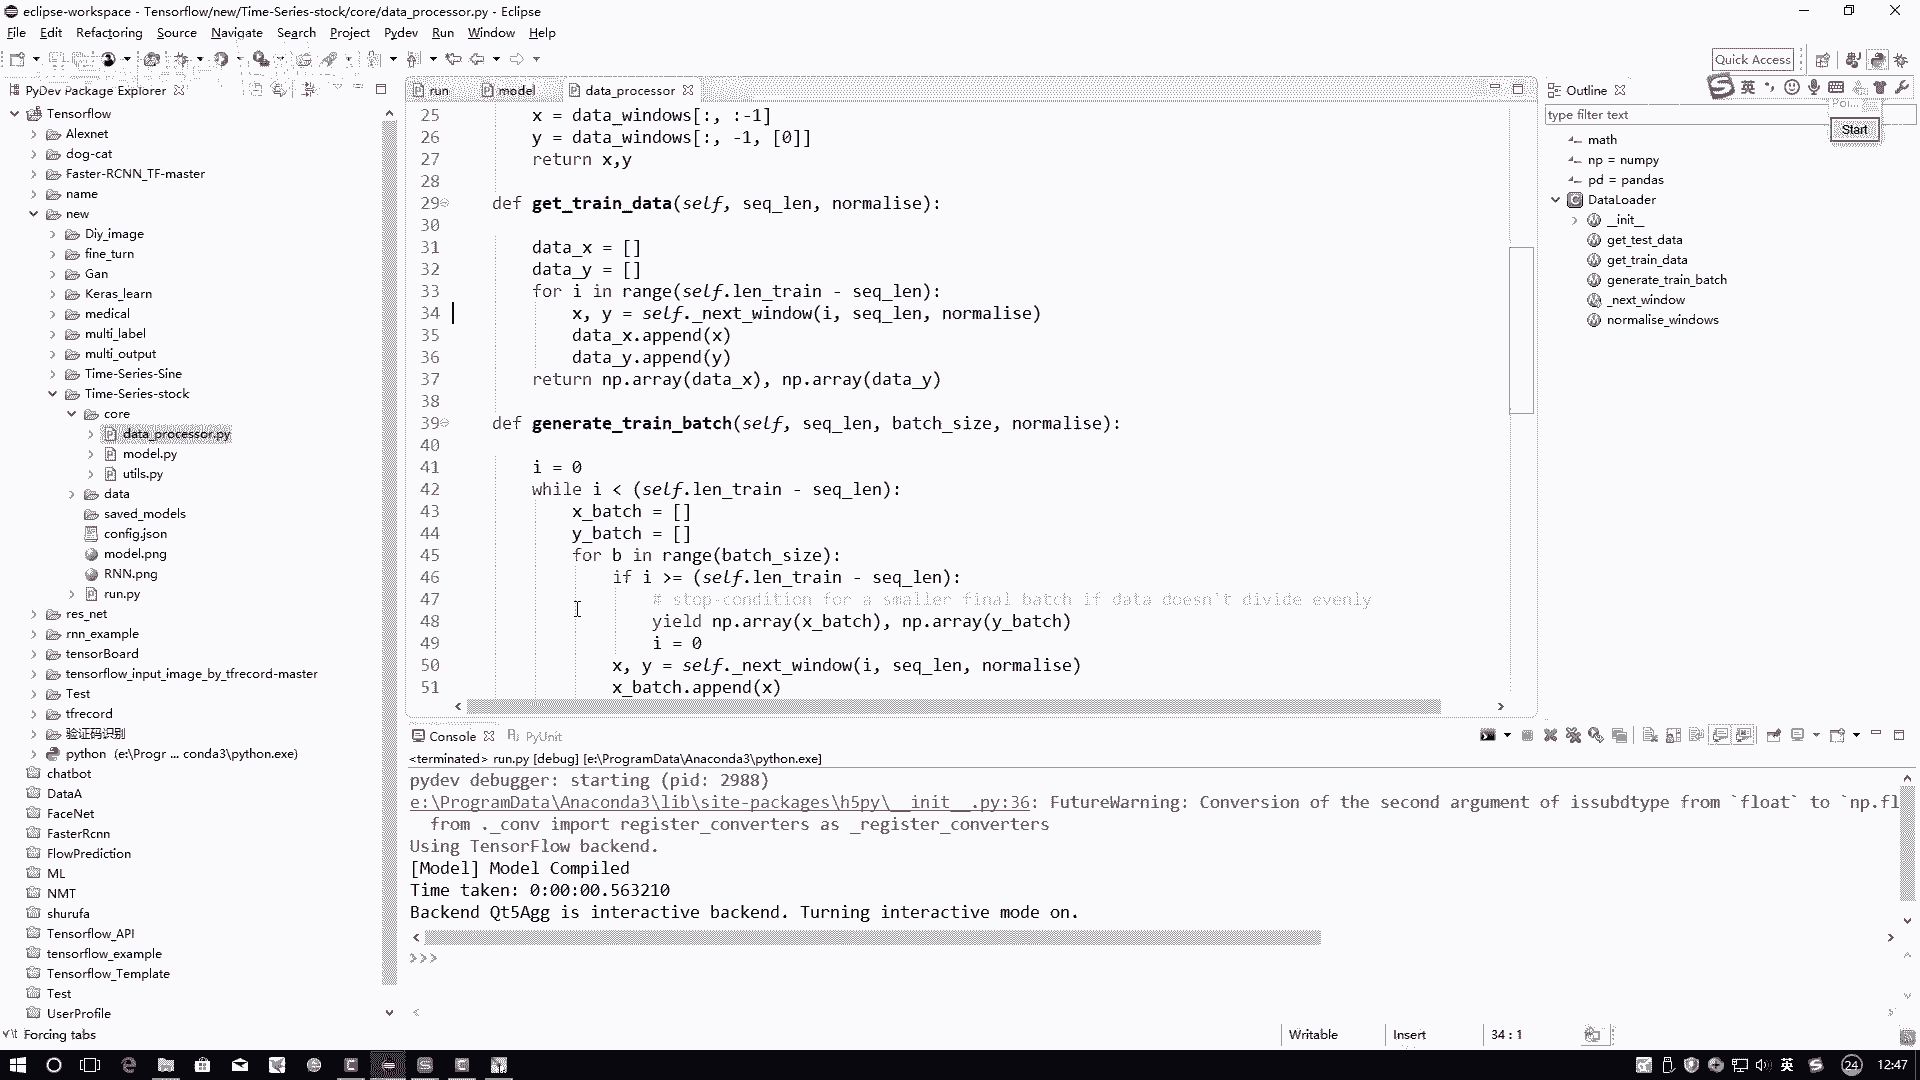 eclipse-workspace - Tensorflow/new/Time-Series-stock/core/data_processor.py - Eclipse
File Edit Refactoring Source Navigate Search Project Pydev Run Window Help
Quick Access
PyDev Package Explorer
Tensorflow
Alexnet
dog-cat
Faster-RCNN_TF-master
name
new
Diy_image
fine_turn
Gan
Keras_learn
medical
multi_label
multi_output
Time-Series-Sine
Time-Series-stock
core
data_processor.py
model.py
utils.py
data
saved_models
config.json
model.png
RNN.png
run.py
res_net
rnn_example
tensorBoard
tensorflow_input_image_by_tfrecord-master
Test
tfrecord
验证码识别
python (e:\Progr ... conda3\python.exe)
chatbot
DataA
FaceNet
FasterRcnn
FlowPrediction
ML
NMT
shurufa
Tensorflow_API
tensorflow_example
Tensorflow_Template
Test
UserProfile
run model data_processor
25 x = data_windows[:, :-1]
26 y = data_windows[:, -1, [0]]
27 return x,y
28
29 def get_train_data(self, seq_len, normalise):
30
31 data_x = []
32 data_y = []
33 for i in range(self.len_train - seq_len):
34 x, y = self._next_window(i, seq_len, normalise)
35 data_x.append(x)
36 data_y.append(y)
37 return np.array(data_x), np.array(data_y)
38
39 def generate_train_batch(self, seq_len, batch_size, normalise):
40
41 i = 0
42 while i < (self.len_train - seq_len):
43 x_batch = []
44 y_batch = []
45 for b in range(batch_size):
46 if i >= (self.len_train - seq_len):
47 # stop-condition for a smaller final batch if data doesn't divide evenly
48 yield np.array(x_batch), np.array(y_batch)
49 i = 0
50 x, y = self._next_window(i, seq_len, normalise)
51 x_batch.append(x)
Outline
英
type filter text
Poi...
Start
math
np = numpy
pd = pandas
DataLoader
__init__
get_test_data
get_train_data
generate_train_batch
_next_window
normalise_windows
Console PyUnit
<terminated> run.py [debug] [e:\ProgramData\Anaconda3\python.exe]
pydev debugger: starting (pid: 2988)
e:\ProgramData\Anaconda3\lib\site-packages\h5py\__init__.py:36: FutureWarning: Conversion of the second argument of issubdtype from `float` to `np.fl
from ._conv import register_converters as _register_converters
Using TensorFlow backend.
[Model] Model Compiled
Time taken: 0:00:00.563210
Backend Qt5Agg is interactive backend. Turning interactive mode on.
>>>
Forcing tabs
Writable Insert 34 : 1
英 24 12:47